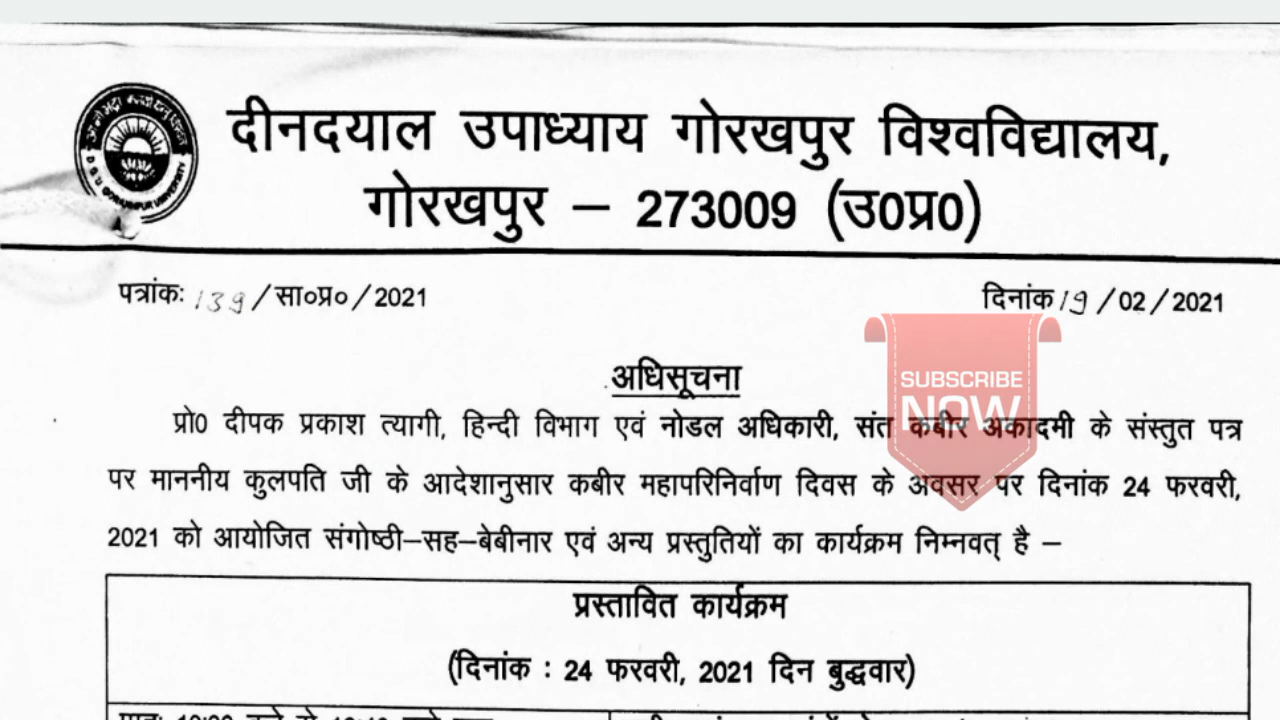 दीनदयाल उपाध्याय गोरखपुर विश्वविद्यालय,
गोरखपुर – 273009 (उ0प्र0)
पत्रांकः 139/सा०प्र०/2021
दिनांक 19/02/2021
SUBSCRIBE
NOW
अधिसूचना
प्रो0 दीपक प्रकाश त्यागी, हिन्दी विभाग एवं नोडल अधिकारी, संत कबीर अकादमी के संस्तुत पत्र
पर माननीय कुलपति जी के आदेशानुसार कबीर महापरिनिर्वाण दिवस के अवसर पर दिनांक 24 फरवरी,
2021 को आयोजित संगोष्ठी–सह–बेबीनार एवं अन्य प्रस्तुतियों का कार्यक्रम निम्नवत् है –
प्रस्तावित कार्यक्रम
(दिनांक : 24 फरवरी, 2021 दिन बुद्धवार)